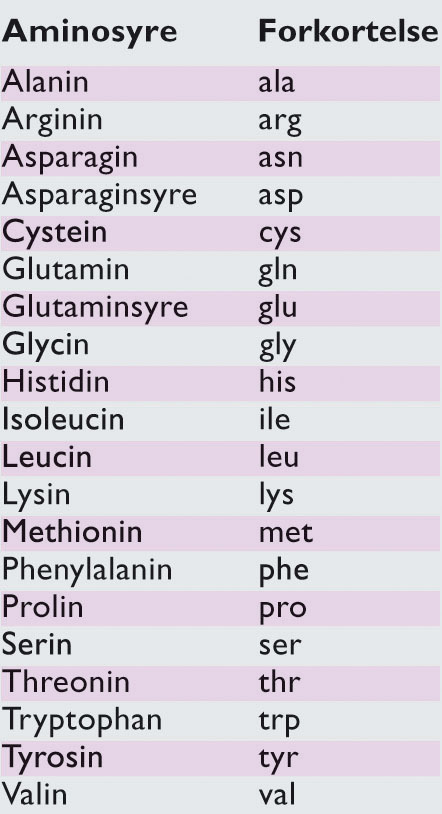 Aminosyre Forkortelse
Alanin ala
Arginin arg
Asparagin asn
Asparaginsyre asp
Cystein cys
Glutamin gln
Glutaminsyre glu
Glycin gly
Histidin his
Isoleucin ile
Leucin leu
Lysin lys
Methionin met
Phenylalanin phe
Prolin pro
Serin ser
Threonin thr
Tryptophan trp
Tyrosin tyr
Valin val